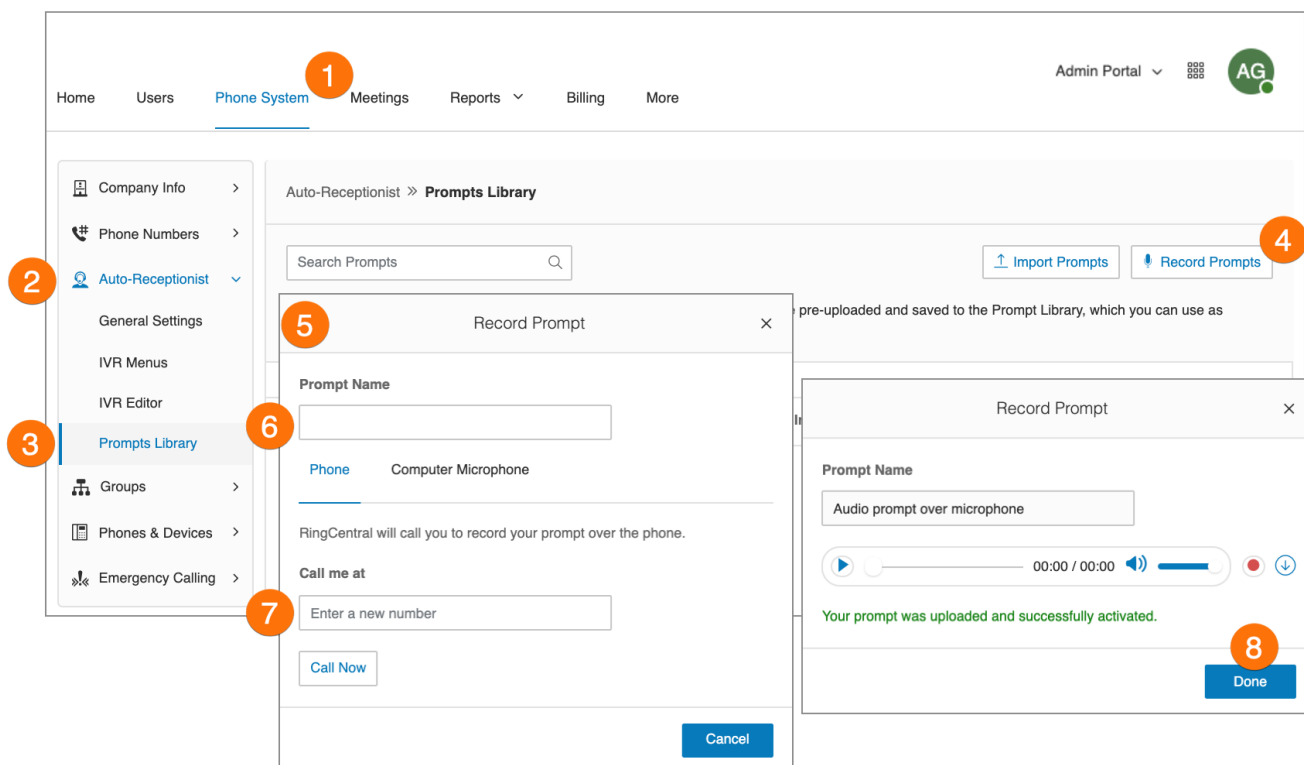 1
Admin Portal
AG
Home Users Phone System Meetings Reports Billing More
Company Info
Phone Numbers
2 Auto-Receptionist
General Settings
IVR Menus
IVR Editor
3 Prompts Library
Groups
Phones & Devices
Emergency Calling
Auto-Receptionist » Prompts Library
4
Search Prompts
Import Prompts
Record Prompts
pre-uploaded and saved to the Prompt Library, which you can use as
5 Record Prompt
Prompt Name
6
Phone Computer Microphone
RingCentral will call you to record your prompt over the phone.
Call me at
7 Enter a new number
Call Now
Cancel
Record Prompt
Prompt Name
Audio prompt over microphone
00:00 / 00:00
Your prompt was uploaded and successfully activated.
8
Done